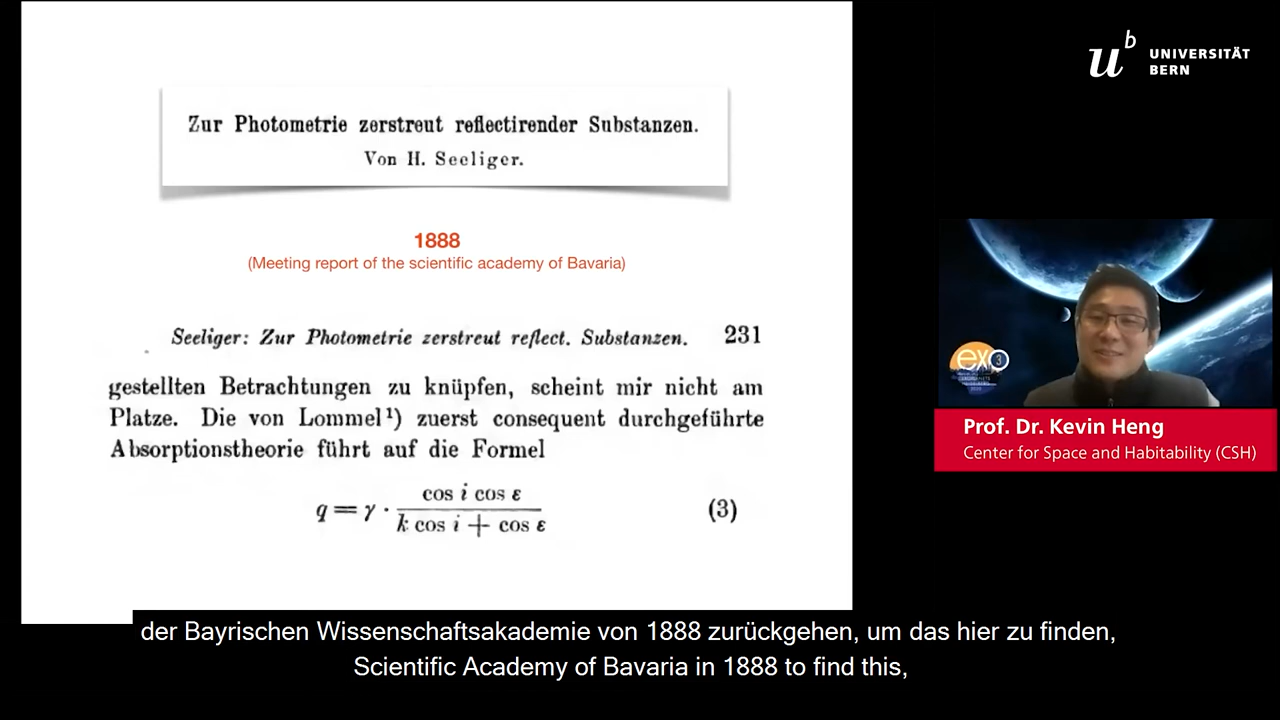 Zur Photometrie zerstreut reflectirender Substanzen.
Von H. Seeliger.
1888
(Meeting report of the scientific academy of Bavaria)
Seeliger: Zur Photometrie zerstreut reflect. Substanzen. 231
gestellten Betrachtungen zu knüpfen, scheint mir nicht am
Platze. Die von Lommel¹) zuerst consequent durchgeführte
Absorptionstheorie führt auf die Formel
q = γ · cos i cos ε / k cos i + cos ε (3)
u^b UNIVERSITÄT
BERN
exo 3
Prof. Dr. Kevin Heng
Center for Space and Habitability (CSH)
der Bayrischen Wissenschaftsakademie von 1888 zurückgehen, um das hier zu finden,
Scientific Academy of Bavaria in 1888 to find this,